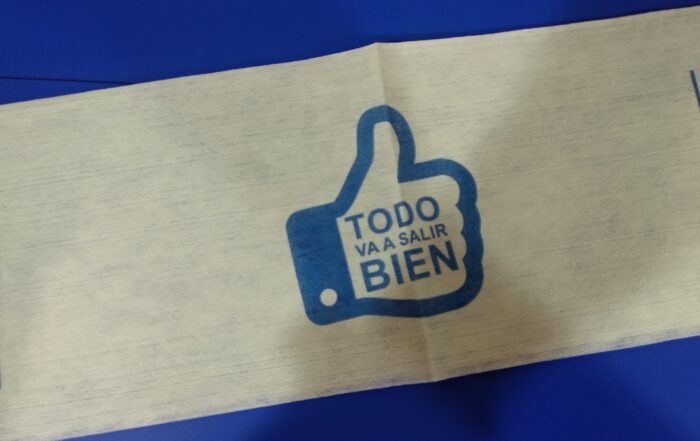 TODO
VA A SALIR
BIEN